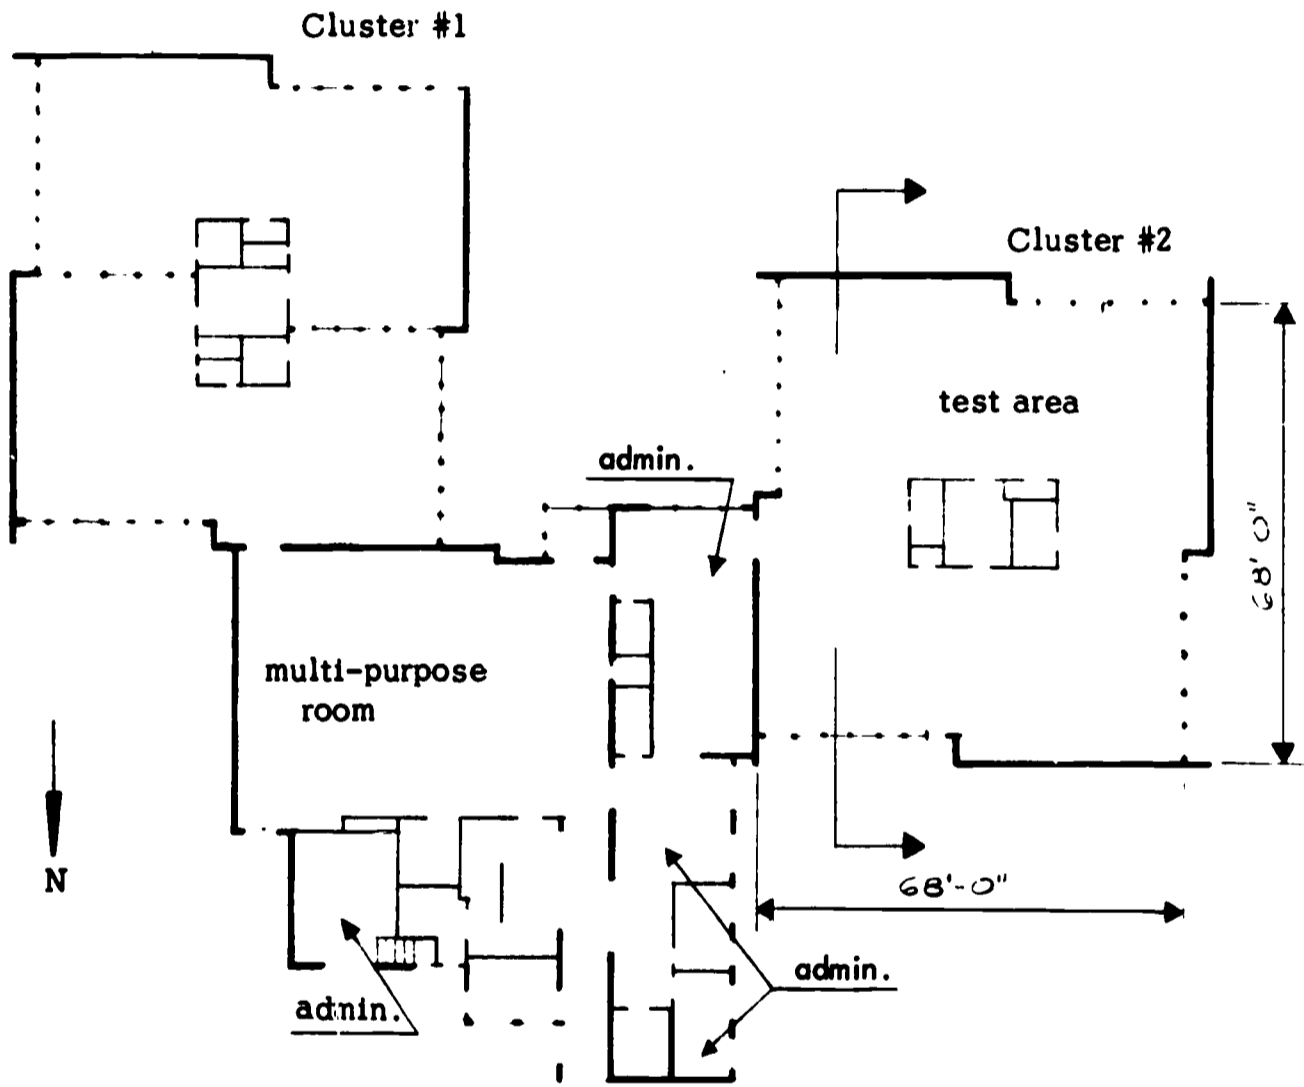 Cluster #1
Cluster #2
test area
admin.
68' 0"
multi-purpose
room
N
68'-0"
admin.
admin.